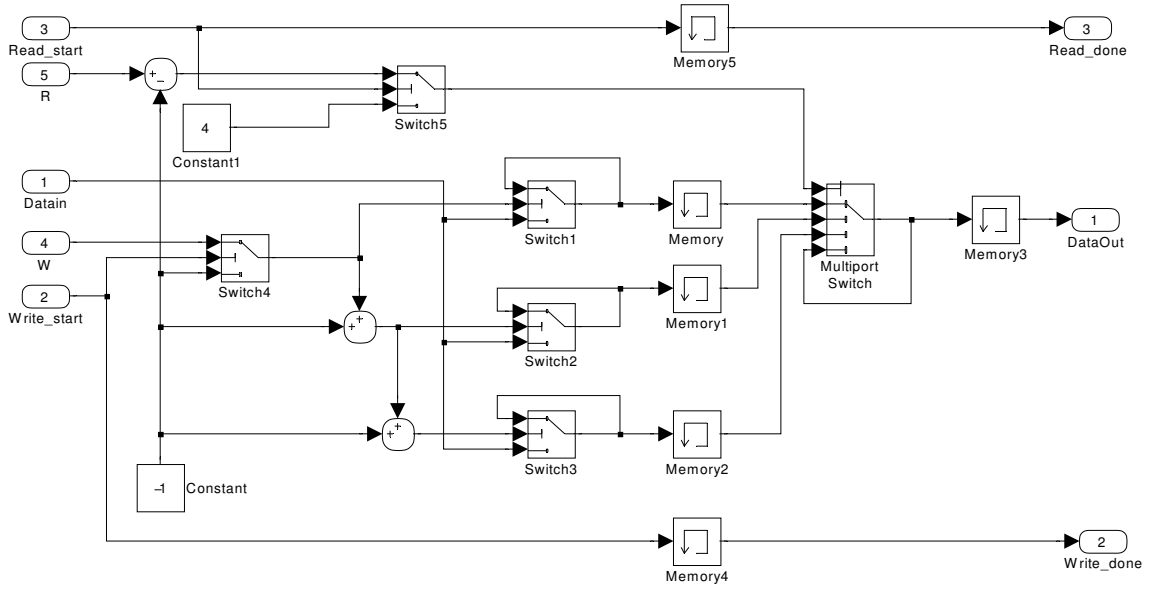 3
Read_start
Memory5
3
Read_done
5
R
+
−
Switch5
4
Constant1
1
Datain
Switch1
Memory
Multiport
Switch
Memory3
1
DataOut
4
W
Switch4
2
Write_start
+
+
Switch2
Memory1
+
+
Switch3
Memory2
−1
Constant
Memory4
2
Write_done